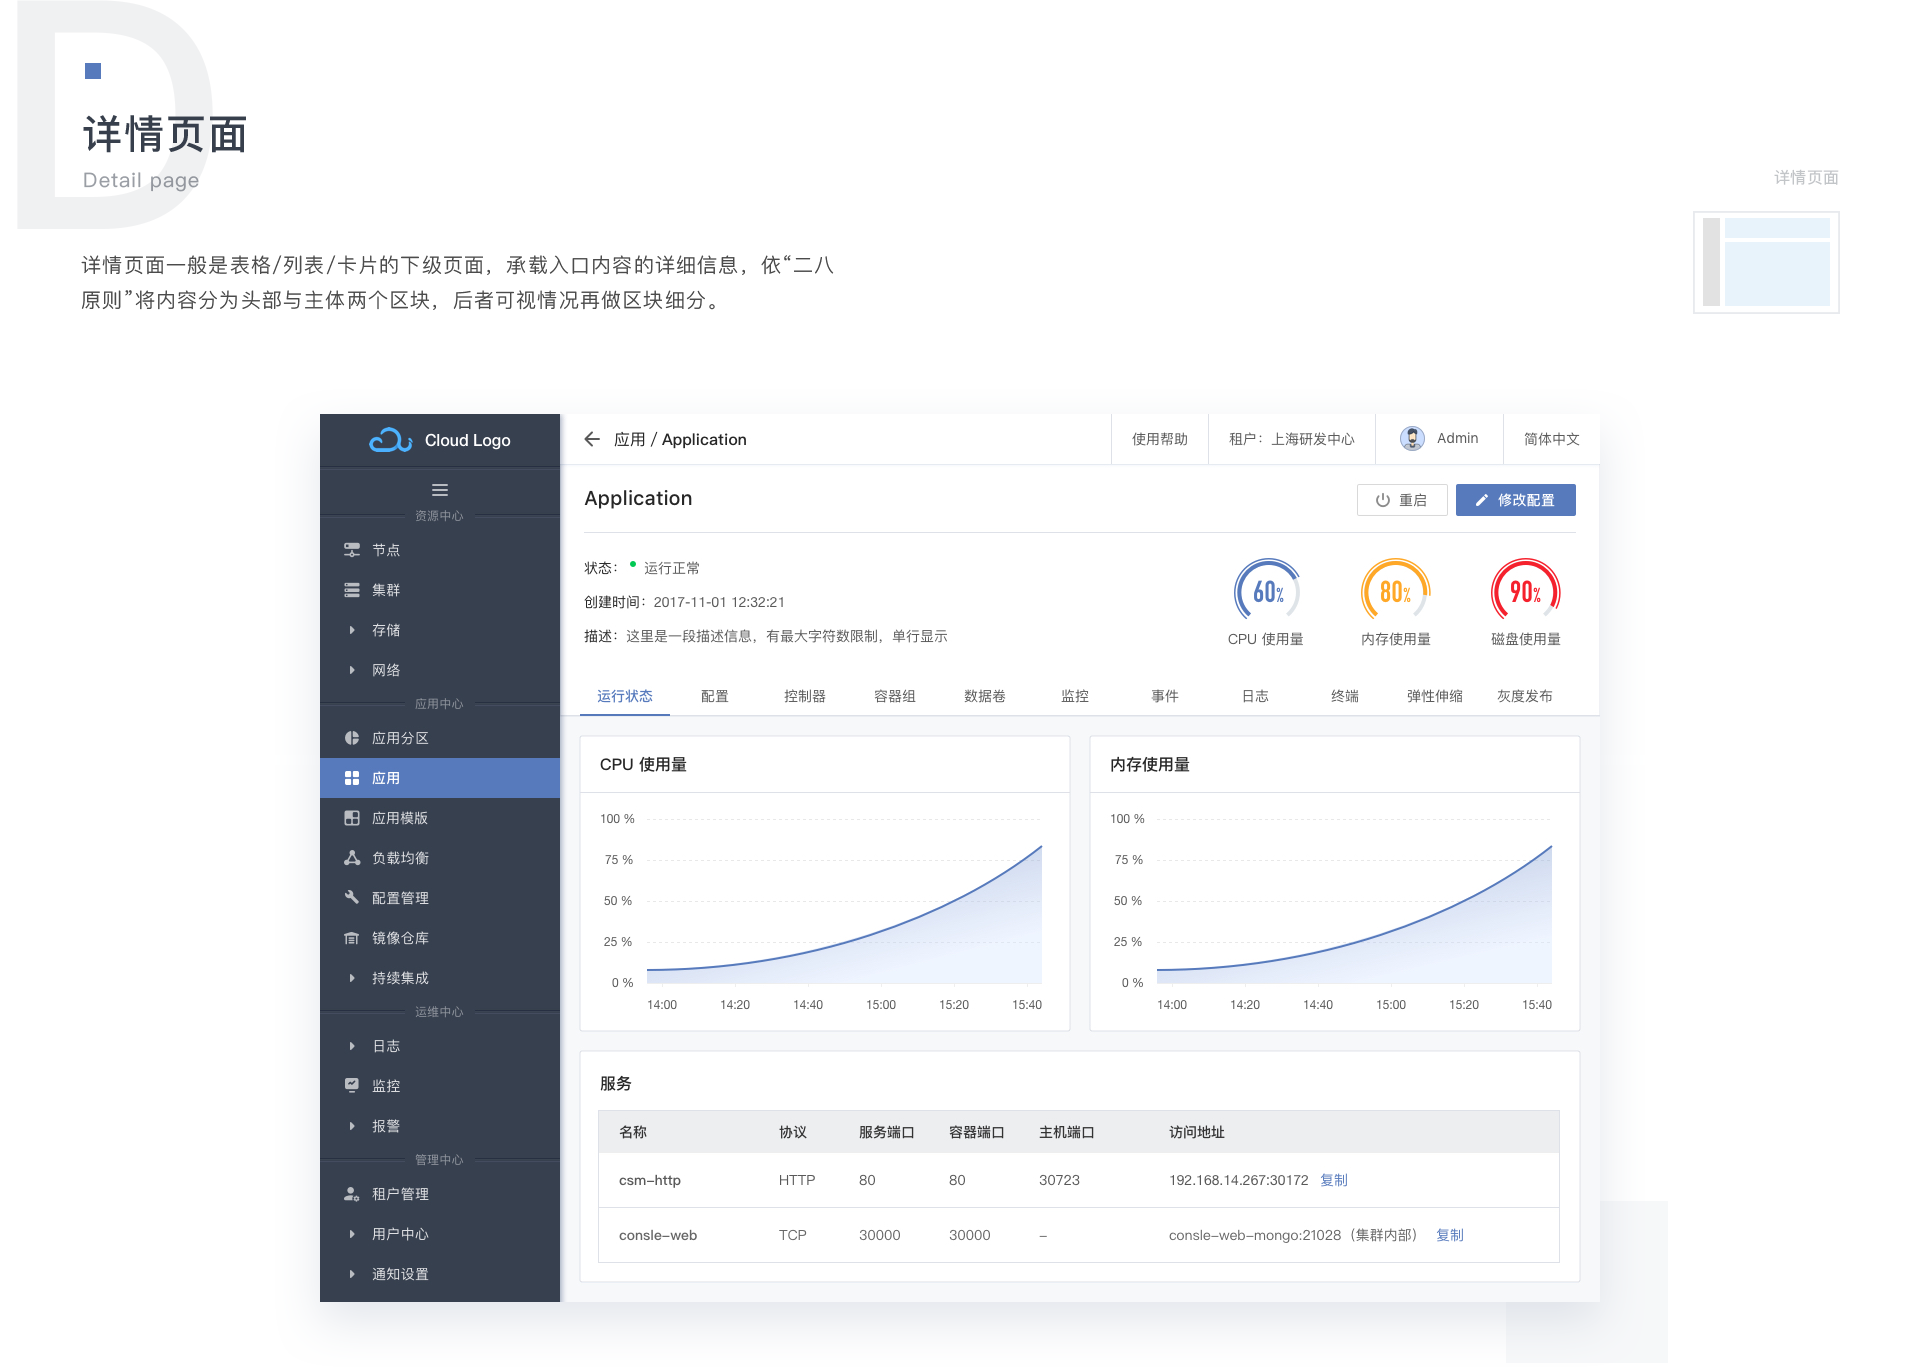 D
详情页面
Detail page
详情页面
详情页面一般是表格/列表/卡片的下级页面，承载入口内容的详细信息，依“二八
原则”将内容分为头部与主体两个区块，后者可视情况再做区块细分。
Cloud Logo
资源中心
节点
集群
存储
网络
应用中心
应用分区
应用
应用模版
负载均衡
配置管理
镜像仓库
持续集成
运维中心
日志
监控
报警
管理中心
租户管理
用户中心
通知设置
应用 / Application
使用帮助
租户：上海研发中心
Admin
简体中文
Application
重启
修改配置
状态： 运行正常
创建时间：2017-11-01 12:32:21
描述：这里是一段描述信息，有最大字符数限制，单行显示
60%
CPU 使用量
80%
内存使用量
90%
磁盘使用量
运行状态 配置 控制器 容器组 数据卷 监控 事件 日志 终端 弹性伸缩 灰度发布
CPU 使用量
100 %
75 %
50 %
25 %
0 %
14:00 14:20 14:40 15:00 15:20 15:40
内存使用量
100 %
75 %
50 %
25 %
0 %
14:00 14:20 14:40 15:00 15:20 15:40
服务
名称 协议 服务端口 容器端口 主机端口 访问地址
csm-http HTTP 80 80 30723 192.168.14.267:30172 复制
consle-web TCP 30000 30000 – consle-web-mongo:21028（集群内部） 复制